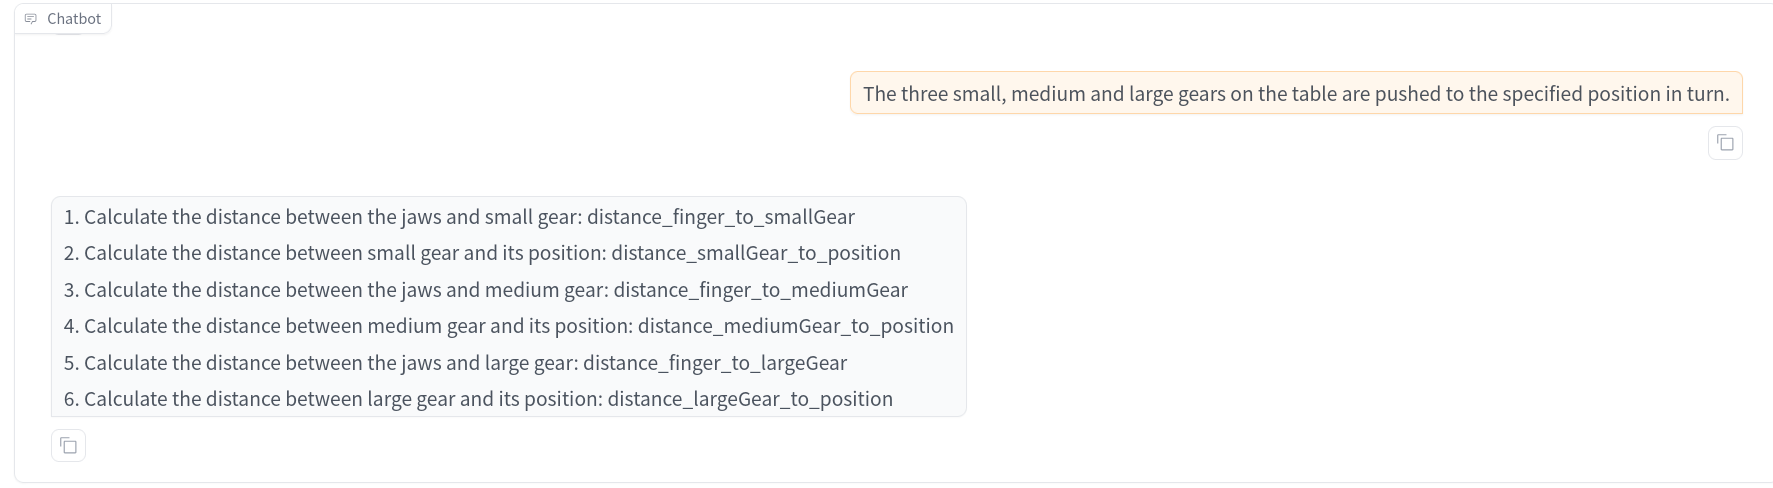 Chatbot
The three small, medium and large gears on the table are pushed to the specified position in turn.
1. Calculate the distance between the jaws and small gear: distance_finger_to_smallGear
2. Calculate the distance between small gear and its position: distance_smallGear_to_position
3. Calculate the distance between the jaws and medium gear: distance_finger_to_mediumGear
4. Calculate the distance between medium gear and its position: distance_mediumGear_to_position
5. Calculate the distance between the jaws and large gear: distance_finger_to_largeGear
6. Calculate the distance between large gear and its position: distance_largeGear_to_position